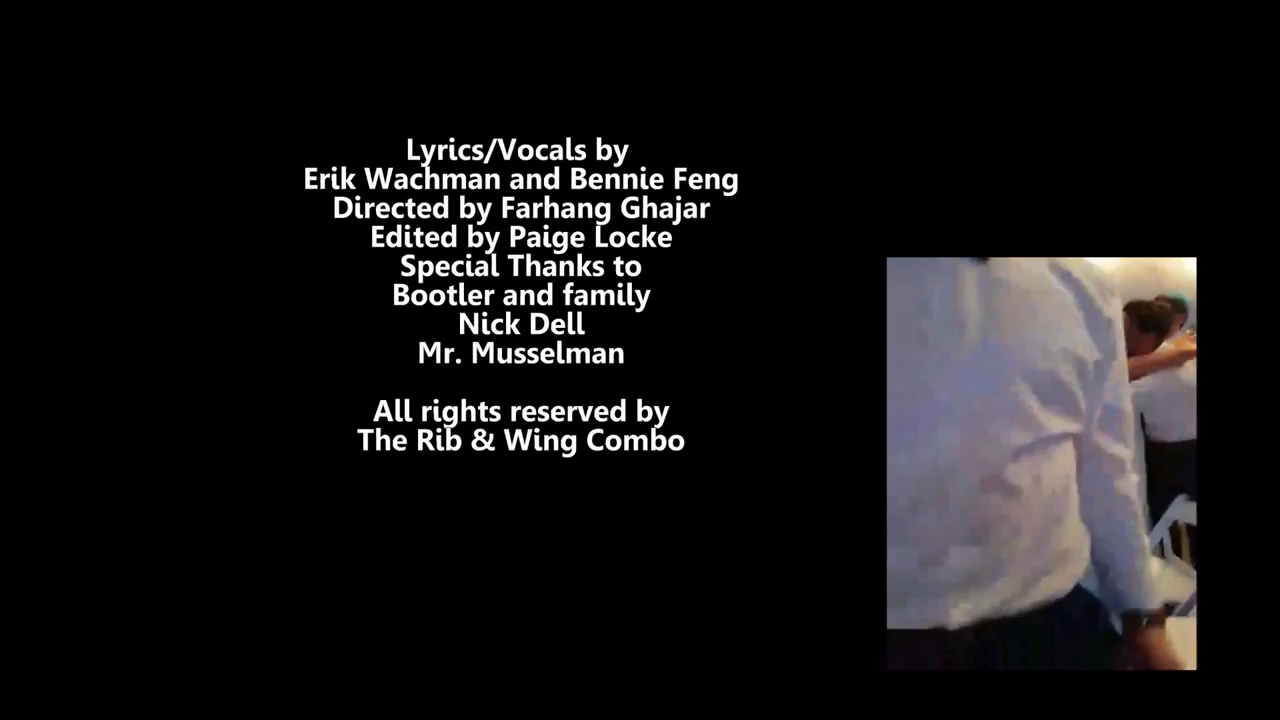 Lyrics/Vocals by
Erik Wachman and Bennie Feng
Directed by Farhang Ghajar
Edited by Paige Locke
Special Thanks to
Bootler and family
Nick Dell
Mr. Musselman
All rights reserved by
The Rib & Wing Combo